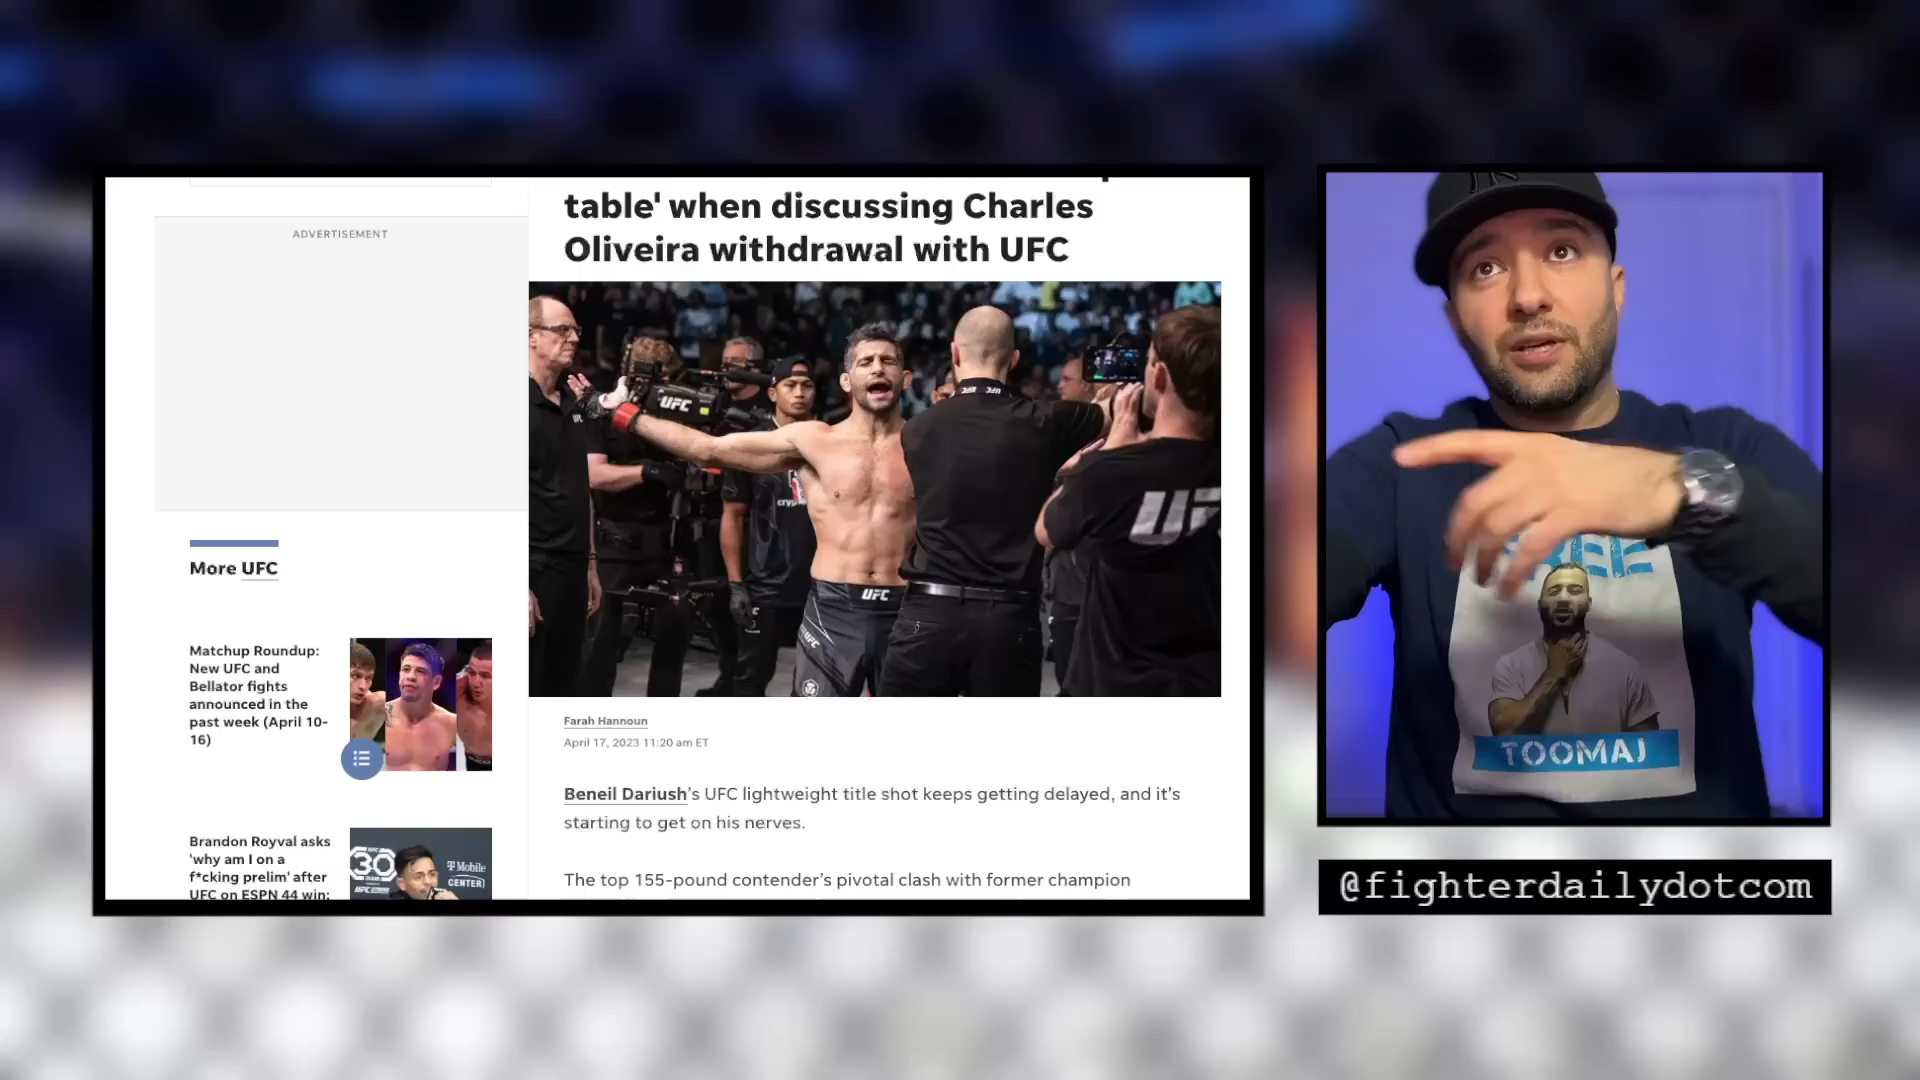 table' when discussing Charles
Oliveira withdrawal with UFC
ADVERTISEMENT
More UFC
Matchup Roundup:
New UFC and
Bellator fights
announced in the
past week (April 10-
16)
Brandon Royval asks
'why am I on a
f*cking prelim' after
UFC on ESPN 44 win:
T-Mobile
CENTER
UFC
UFC
UFC
Farah Hannoun
April 17, 2023 11:20 am ET
Beneil Dariush's UFC lightweight title shot keeps getting delayed, and it's
starting to get on his nerves.
The top 155-pound contender's pivotal clash with former champion
TOOMAJ
@fighterdailydotcom